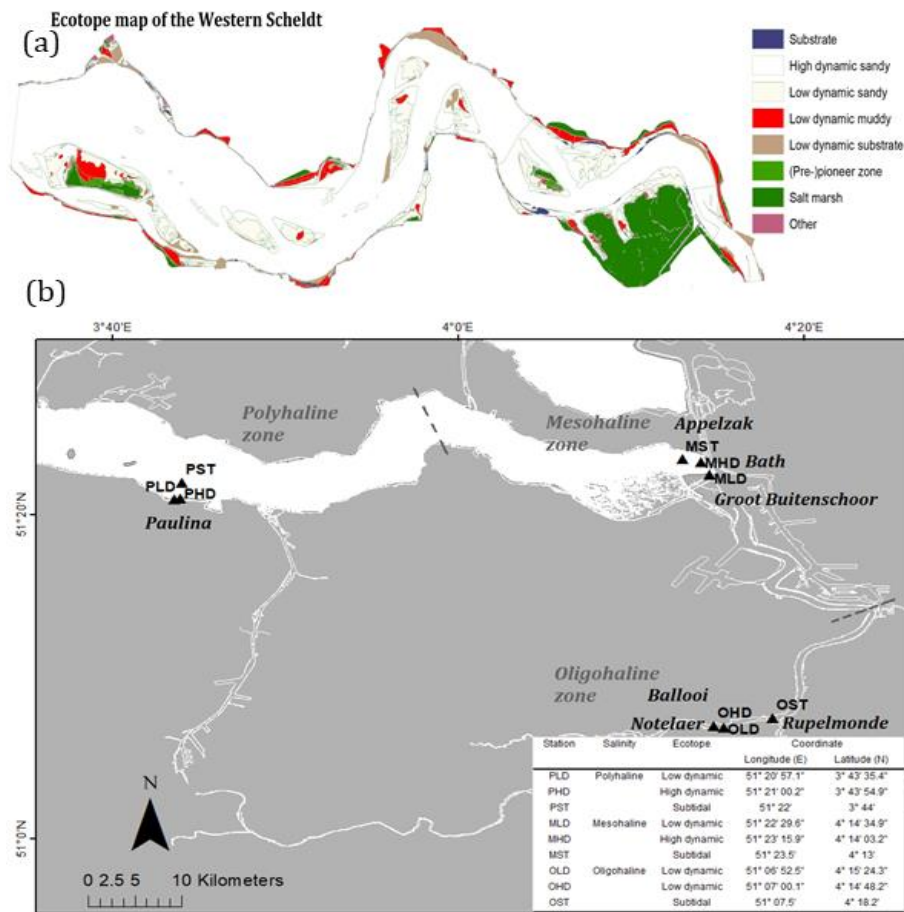 Ecotope map of the Western Scheldt
(a)
Substrate
High dynamic sandy
Low dynamic sandy
Low dynamic muddy
Low dynamic substrate
(Pre-)pioneer zone
Salt marsh
Other
(b)
3°40'E
4°0'E
4°20'E
51°20'N
51°0'N
Polyhaline
zone
Mesohaline
zone
Appelzak
MST
MHD
Bath
MLD
Groot Buitenschoor
PST
PLD
PHD
Paulina
Oligohaline
zone
Ballooi
OHD
OST
Notelaer
OLD
Rupelmonde
N
0 2.5 5 10 Kilometers
Station Salinity Ecotope Coordinate
Longitude (E) Latitude (N)
PLD Polyhaline Low dynamic 51° 20' 57.1" 3° 43' 35.4"
PHD High dynamic 51° 21' 00.2" 3° 43' 54.9"
PST Subtidal 51° 22' 3° 44'
MLD Mesohaline Low dynamic 51° 22' 29.6" 4° 14' 34.9"
MHD High dynamic 51° 23' 15.9" 4° 14' 03.2"
MST Subtidal 51° 23.5' 4° 13'
OLD Oligohaline Low dynamic 51° 06' 52.5" 4° 15' 24.3"
OHD Low dynamic 51° 07' 00.1" 4° 14' 48.2"
OST Subtidal 51° 07.5' 4° 18.2'